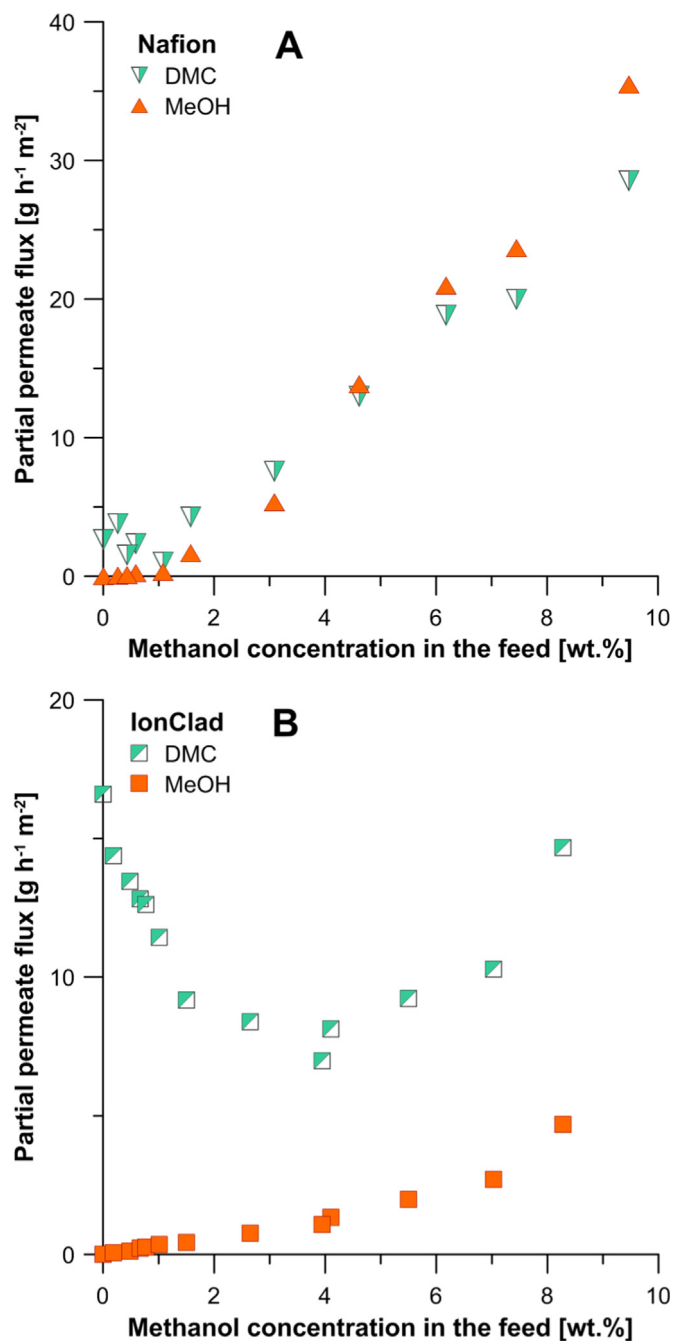 40
Nafion
A
DMC
MeOH
30
20
10
0
Partial permeate flux [g h⁻¹ m⁻²]
0 2 4 6 8 10
Methanol concentration in the feed [wt.%]
20
IonClad
B
DMC
MeOH
10
0
Partial permeate flux [g h⁻¹ m⁻²]
0 2 4 6 8 10
Methanol concentration in the feed [wt.%]